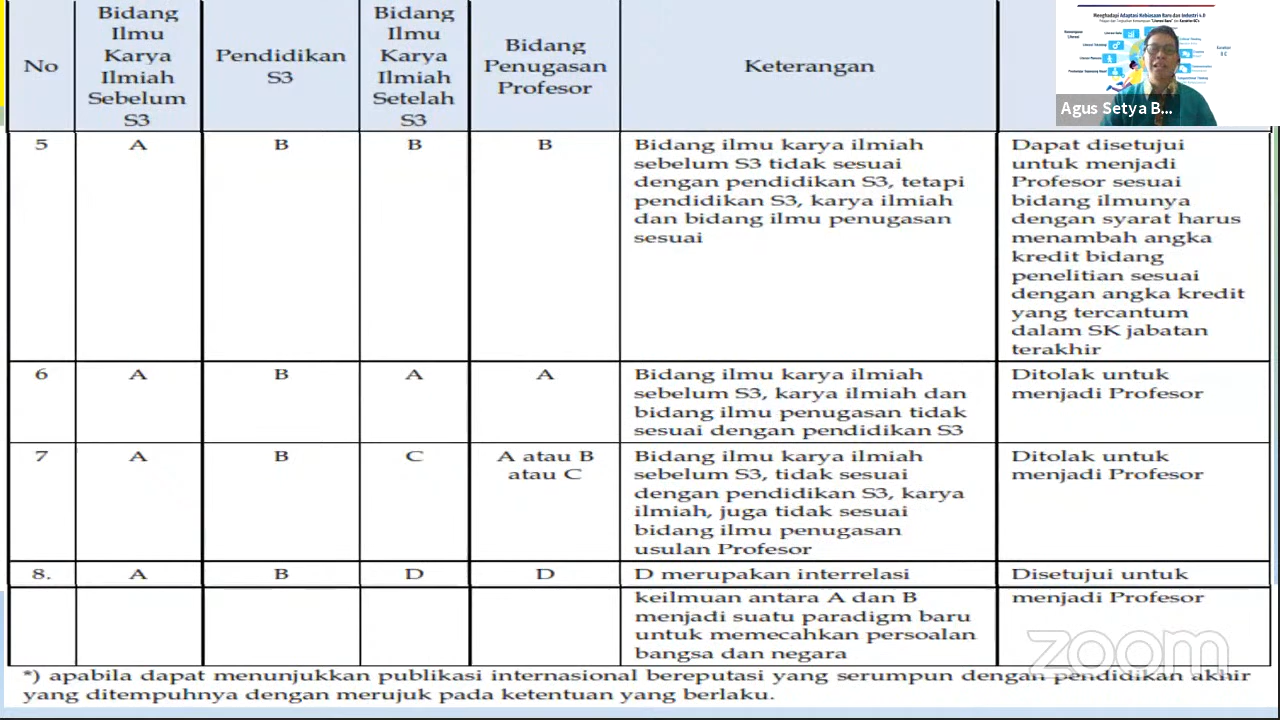 No
Bidang
Ilmu
Karya
Ilmiah
Sebelum
S3
Pendidikan
S3
Bidang
Ilmu
Karya
Ilmiah
Setelah
S3
Bidang
Penugasan
Profesor
Keterangan
Menghadapi Adaptasi Kebiasaan Baru dan Industri 4.0
Agus Setya B...
5
A
B
B
B
Bidang ilmu karya ilmiah
sebelum S3 tidak sesuai
dengan pendidikan S3, tetapi
pendidikan S3, karya ilmiah
dan bidang ilmu penugasan
sesuai
Dapat disetujui
untuk menjadi
Profesor sesuai
bidang ilmunya
dengan syarat harus
menambah angka
kredit bidang
penelitian sesuai
dengan angka kredit
yang tercantum
dalam SK jabatan
terakhir
6
A
B
A
A
Bidang ilmu karya ilmiah
sebelum S3, karya ilmiah dan
bidang ilmu penugasan tidak
sesuai dengan pendidikan S3
Ditolak untuk
menjadi Profesor
7
A
B
C
A atau B
atau C
Bidang ilmu karya ilmiah
sebelum S3, tidak sesuai
dengan pendidikan S3, karya
ilmiah, juga tidak sesuai
bidang ilmu penugasan
usulan Profesor
Ditolak untuk
menjadi Profesor
8.
A
B
D
D
D merupakan interrelasi
keilmuan antara A dan B
menjadi suatu paradigm baru
untuk memecahkan persoalan
bangsa dan negara
Disetujui untuk
menjadi Profesor
zoom
*) apabila dapat menunjukkan publikasi internasional bereputasi yang serumpun dengan pendidikan akhir
yang ditempuhnya dengan merujuk pada ketentuan yang berlaku.